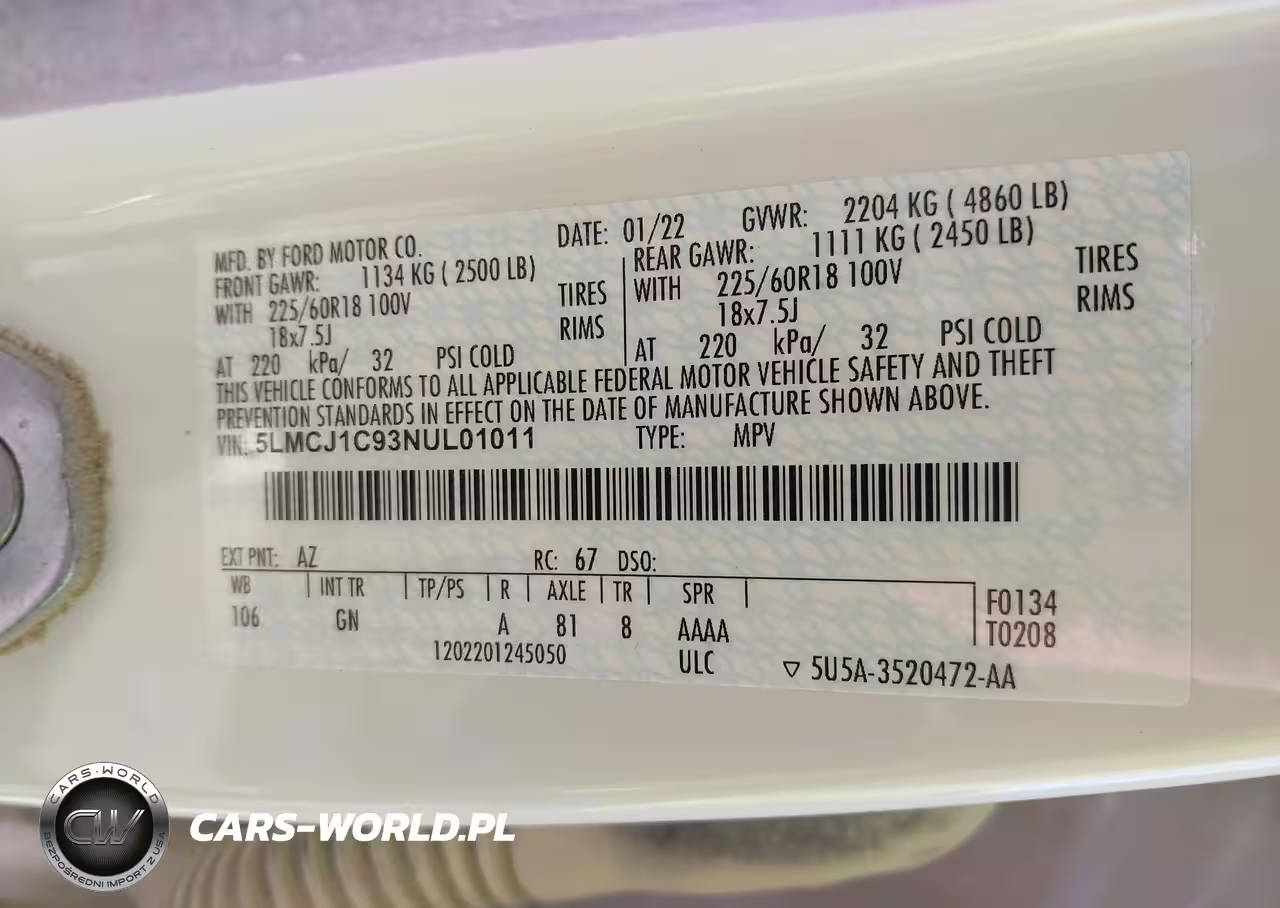 MFD. BY FORD MOTOR CO. DATE: 01/22 GVWR: 2204 KG ( 4860 LB)
FRONT GAWR: 1134 KG ( 2500 LB) REAR GAWR: 1111 KG ( 2450 LB)
WITH 225/60R18 100V TIRES WITH 225/60R18 100V TIRES
18x7.5J RIMS 18x7.5J RIMS
AT 220 kPa/ 32 PSI COLD AT 220 kPa/ 32 PSI COLD
THIS VEHICLE CONFORMS TO ALL APPLICABLE FEDERAL MOTOR VEHICLE SAFETY AND THEFT
PREVENTION STANDARDS IN EFFECT ON THE DATE OF MANUFACTURE SHOWN ABOVE.
VIN: 5LMCJ1C93NUL01011 TYPE: MPV
EXT PNT: AZ RC: 67 DSO:
WB INT TR TP/PS R AXLE TR SPR F0134
106 GN A 81 8 AAAA T0208
1202201245050 ULC ▽ 5U5A-3520472-AA
CARS-WORLD
CW
BEZPOŚREDNI IMPORT Z USA
CARS-WORLD.PL